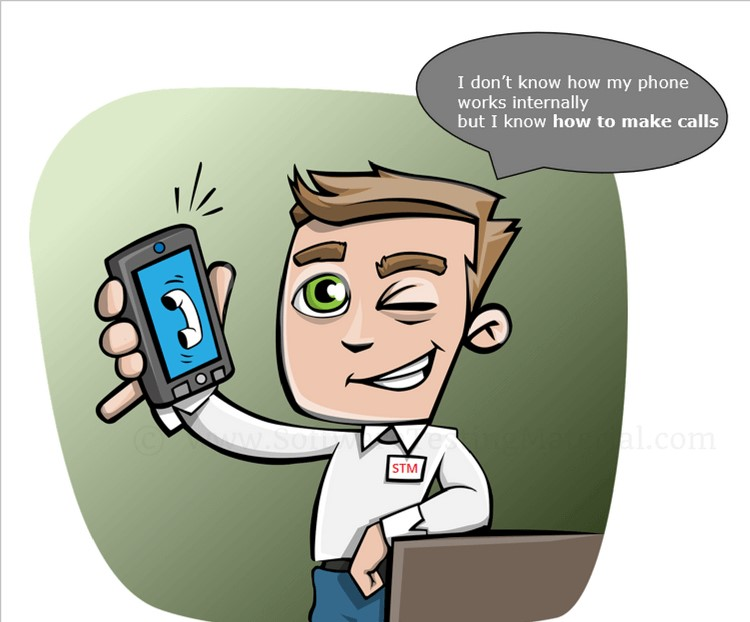 I don't know how my phone
works internally
but I know how to make calls
STM